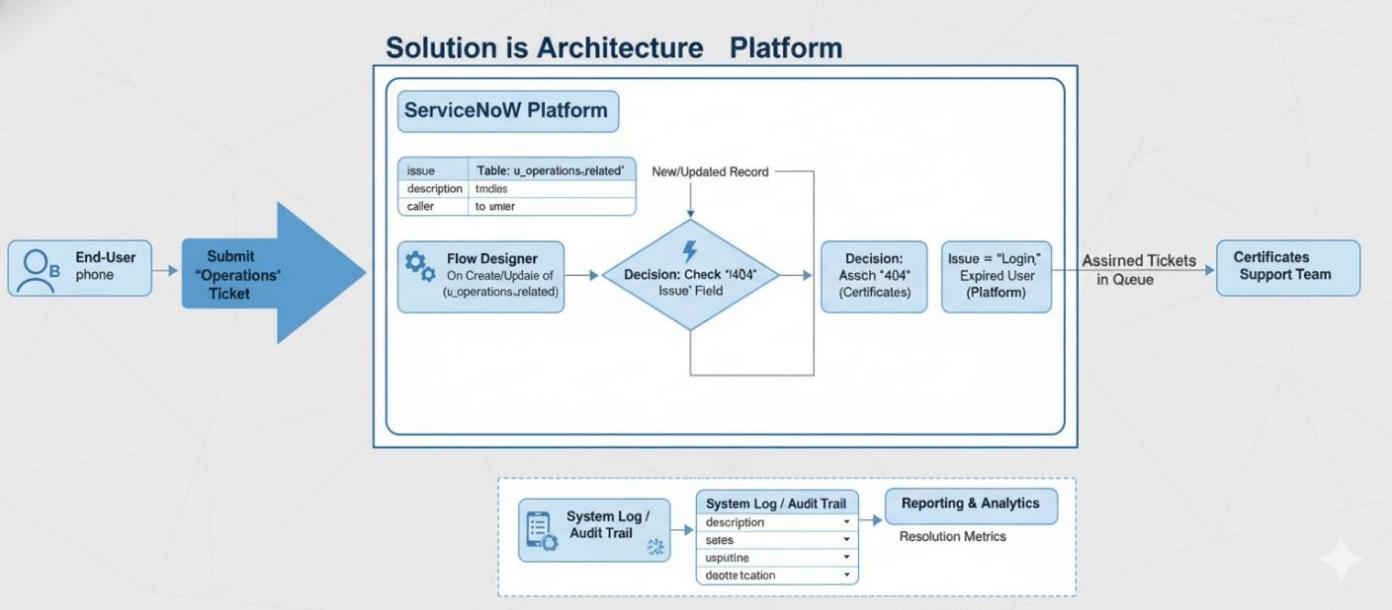 Solution is Architecture Platform
ServiceNoW Platform
issue Table: u_operations.related'
description tmdies
caller to umier
New/Updated Record
B
End-User
phone
Submit
"Operations"
Ticket
Flow Designer
On Create/Updaie of
(u_operations.related)
Decision: Check "!404"
Issue' Field
Decision:
Assch "404"
(Certificates)
Issue = "Login,"
Expired User
(Platform)
Assirned Tickets
in Queue
Certificates
Support Team
System Log /
Audit Trail
System Log / Audit Trail
description
setes
usputine
deotte tcation
Reporting & Analytics
Resolution Metrics